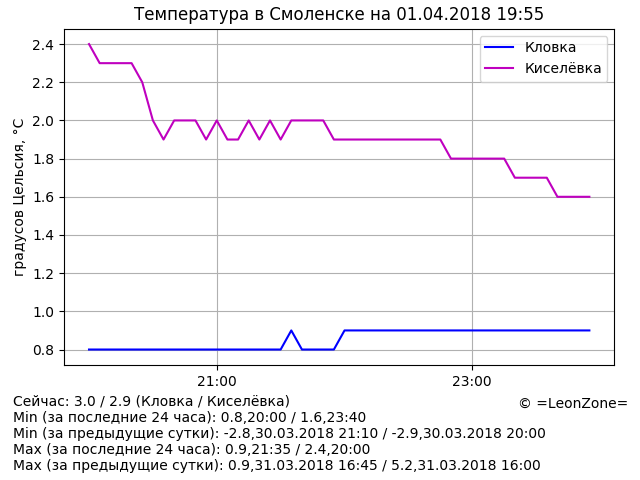 Температура в Смоленске на 01.04.2018 19:55
градусов Цельсия, °C
2.4
2.2
2.0
1.8
1.6
1.4
1.2
1.0
0.8
Кловка
Киселёвка
21:00 23:00
Сейчас: 3.0 / 2.9 (Кловка / Киселёвка)
© =LeonZone=
Min (за последние 24 часа): 0.8,20:00 / 1.6,23:40
Min (за предыдущие сутки): -2.8,30.03.2018 21:10 / -2.9,30.03.2018 20:00
Max (за последние 24 часа): 0.9,21:35 / 2.4,20:00
Max (за предыдущие сутки): 0.9,31.03.2018 16:45 / 5.2,31.03.2018 16:00